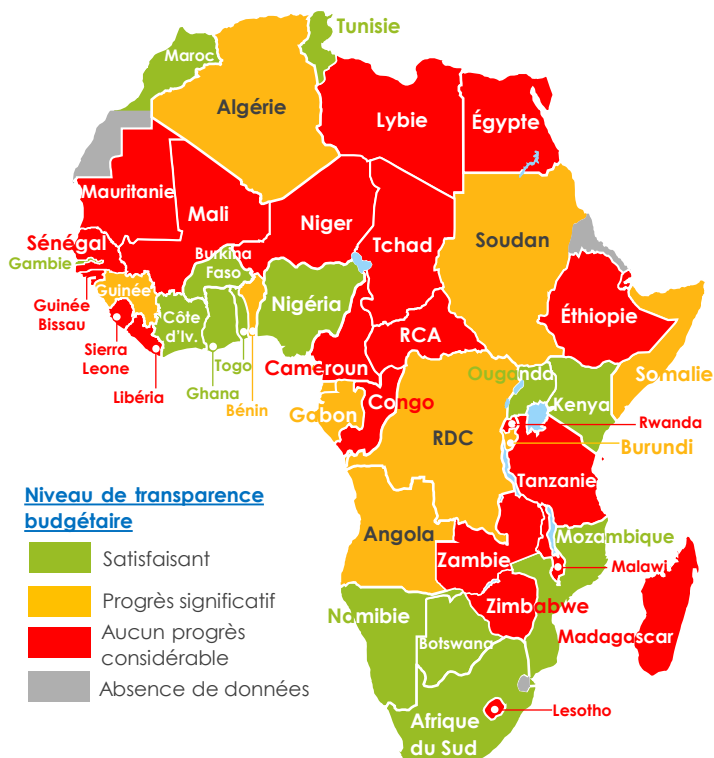 Tunisie
Maroc
Algérie
Lybie
Égypte
Mauritanie
Mali
Niger
Tchad
Soudan
Sénégal
Gambie
Burkina
Faso
Guinée
Nigéria
Guinée
Bissau
Côte
d'Iv.
Éthiopie
Sierra
Leone
Togo
RCA
Cameroun
Ouganda
Somalie
Libéria
Ghana
Bénin
Gabon
Congo
Kenya
Rwanda
RDC
Burundi
Tanzanie
Niveau de transparence
budgétaire
Angola
Mozambique
Satisfaisant
Zambie
Malawi
Progrès significatif
Namibie
Zimbabwe
Aucun progrès
considérable
Botswana
Madagascar
Absence de données
Afrique
du Sud
Lesotho